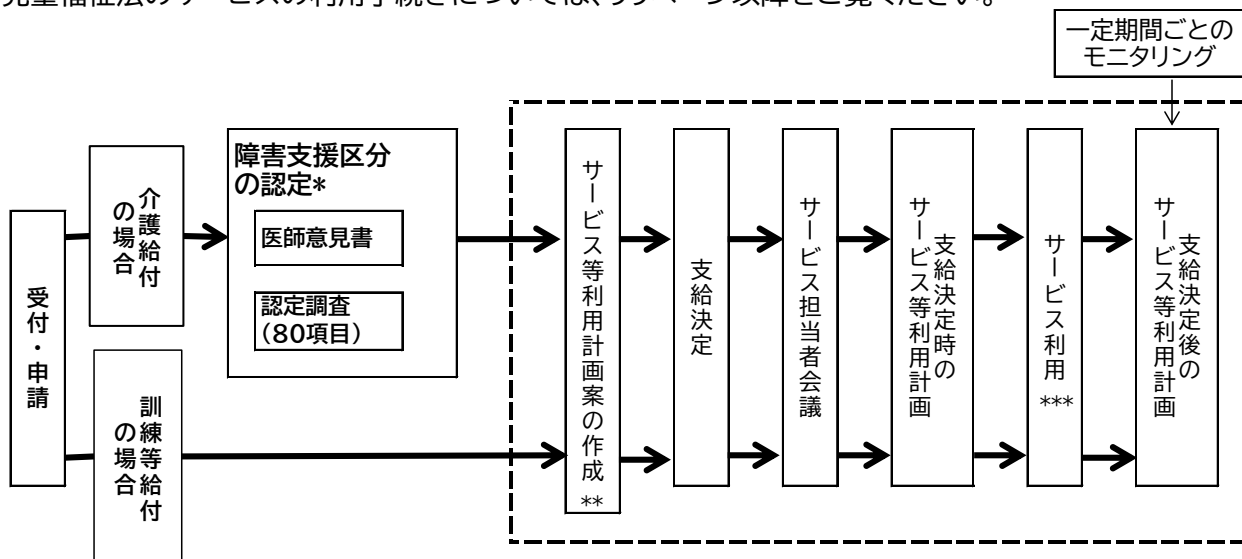 児童福祉法のサービスの利用手続きについては、ページ以降をご覧ください。
一定期間ごとの
モニタリング
受付・申請
介護給付
の場合
障害支援区分
の認定*
医師意見書
認定調査
(80項目)
訓練等給付
の場合
サービス等利用計画案の作成**
支給決定
サービス担当者会議
支給決定時の
サービス等利用計画
サービス利用***
支給決定後の
サービス等利用計画